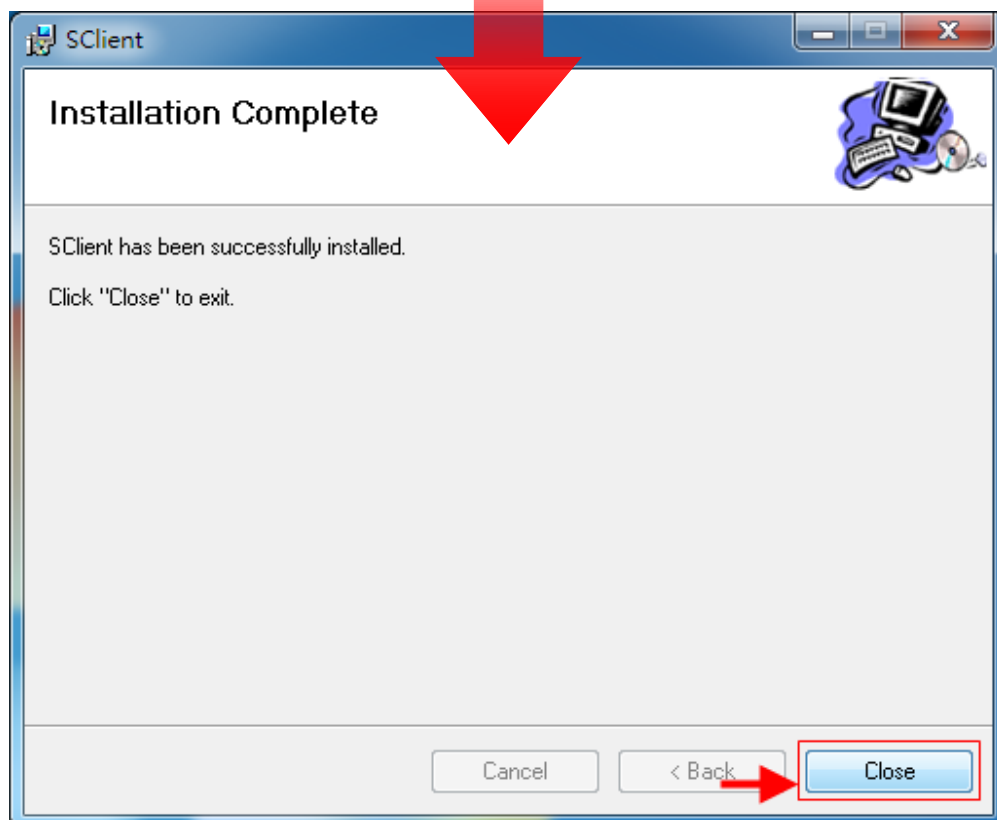 SClient
Installation Complete
SClient has been successfully installed.
Click "Close" to exit.
Cancel
< Back
Close